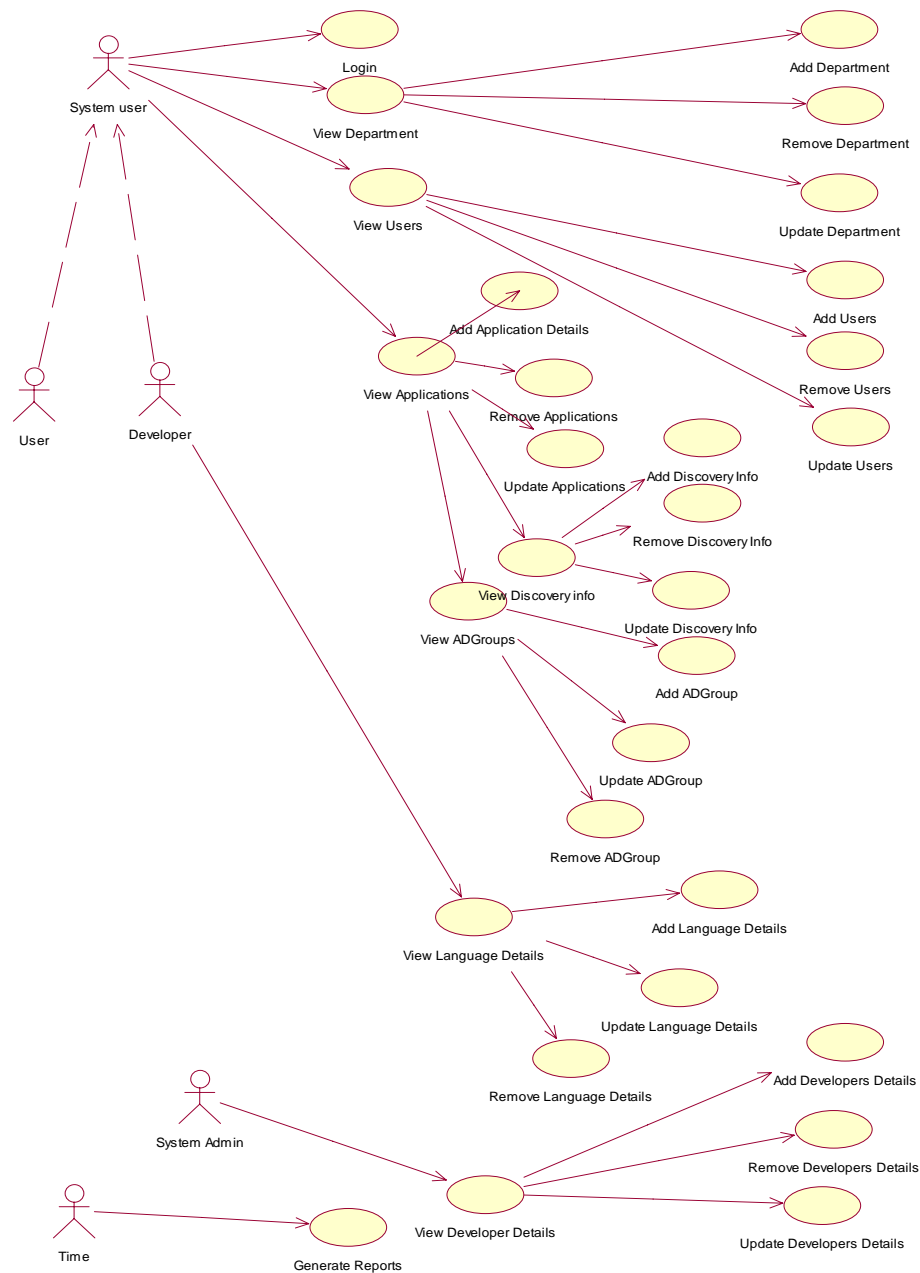 Login
Add Department
System user
View Department
Remove Department
View Users
Update Department
Add Users
Add Application Details
View Applications
Remove Users
Remove Applications
User
Developer
Update Users
Update Applications
Add Discovery Info
Remove Discovery Info
View Discovery info
Update Discovery Info
View ADGroups
Add ADGroup
Update ADGroup
Remove ADGroup
Add Language Details
View Language Details
Update Language Details
Add Developers Details
Remove Language Details
System Admin
Remove Developers Details
View Developer Details
Update Developers Details
Time
Generate Reports